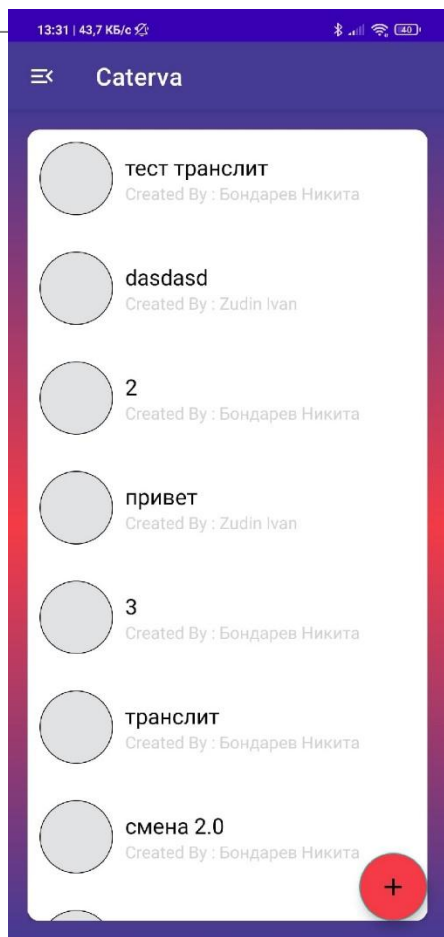 13:31 | 43,7 КБ/с
40
Caterva
тест транслит
Created By : Бондарев Никита
dasdasd
Created By : Zudin Ivan
2
Created By : Бондарев Никита
привет
Created By : Zudin Ivan
3
Created By : Бондарев Никита
транслит
Created By : Бондарев Никита
смена 2.0
Created By : Бондарев Никита
+